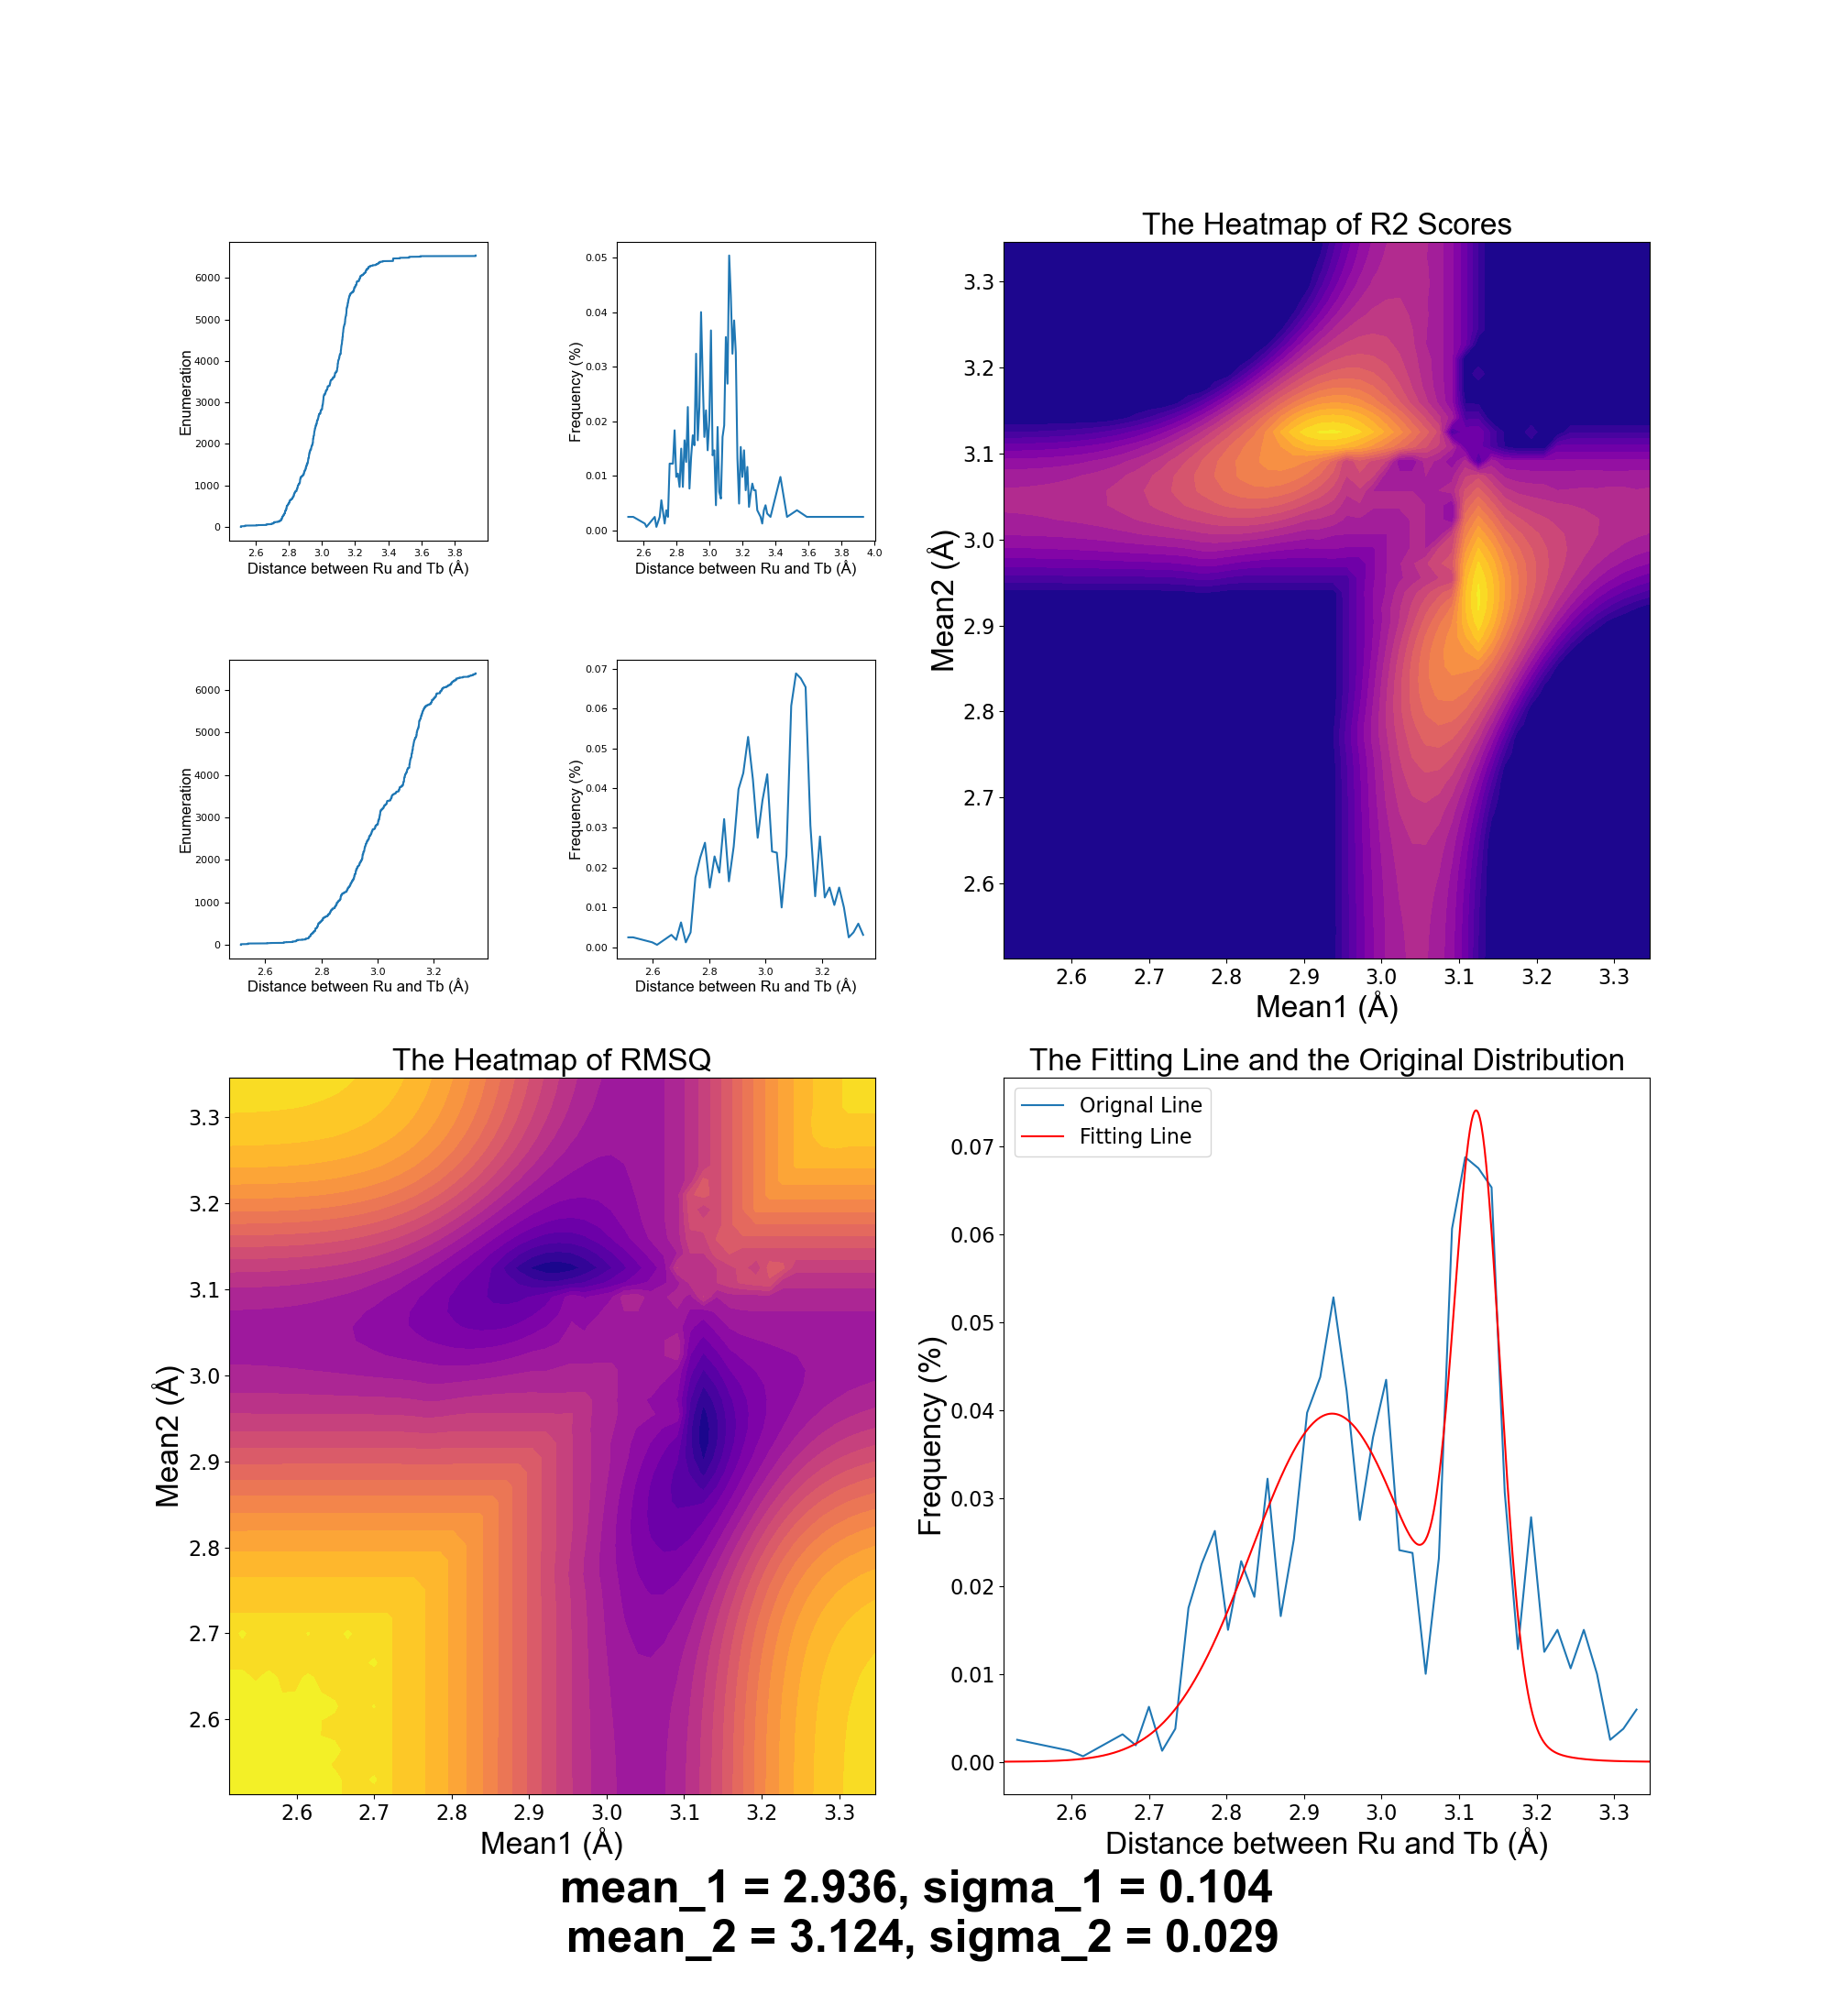 6000
5000
4000
3000
2000
1000
0
Enumeration
2.6 2.8 3.0 3.2 3.4 3.6 3.8
Distance between Ru and Tb (Å)
0.05
0.04
0.03
0.02
0.01
0.00
Frequency (%)
2.6 2.8 3.0 3.2 3.4 3.6 3.8 4.0
Distance between Ru and Tb (Å)
The Heatmap of R2 Scores
3.3
3.2
3.1
3.0
2.9
2.8
2.7
2.6
Mean2 (Å)
2.6 2.7 2.8 2.9 3.0 3.1 3.2 3.3
Mean1 (Å)
6000
5000
4000
3000
2000
1000
0
Enumeration
2.6 2.8 3.0 3.2
Distance between Ru and Tb (Å)
0.07
0.06
0.05
0.04
0.03
0.02
0.01
0.00
Frequency (%)
2.6 2.8 3.0 3.2
Distance between Ru and Tb (Å)
The Heatmap of RMSQ
3.3
3.2
3.1
3.0
2.9
2.8
2.7
2.6
Mean2 (Å)
2.6 2.7 2.8 2.9 3.0 3.1 3.2 3.3
Mean1 (Å)
The Fitting Line and the Original Distribution
Orignal Line
Fitting Line
0.07
0.06
0.05
0.04
0.03
0.02
0.01
0.00
Frequency (%)
2.6 2.7 2.8 2.9 3.0 3.1 3.2 3.3
Distance between Ru and Tb (Å)
mean_1 = 2.936, sigma_1 = 0.104
mean_2 = 3.124, sigma_2 = 0.029